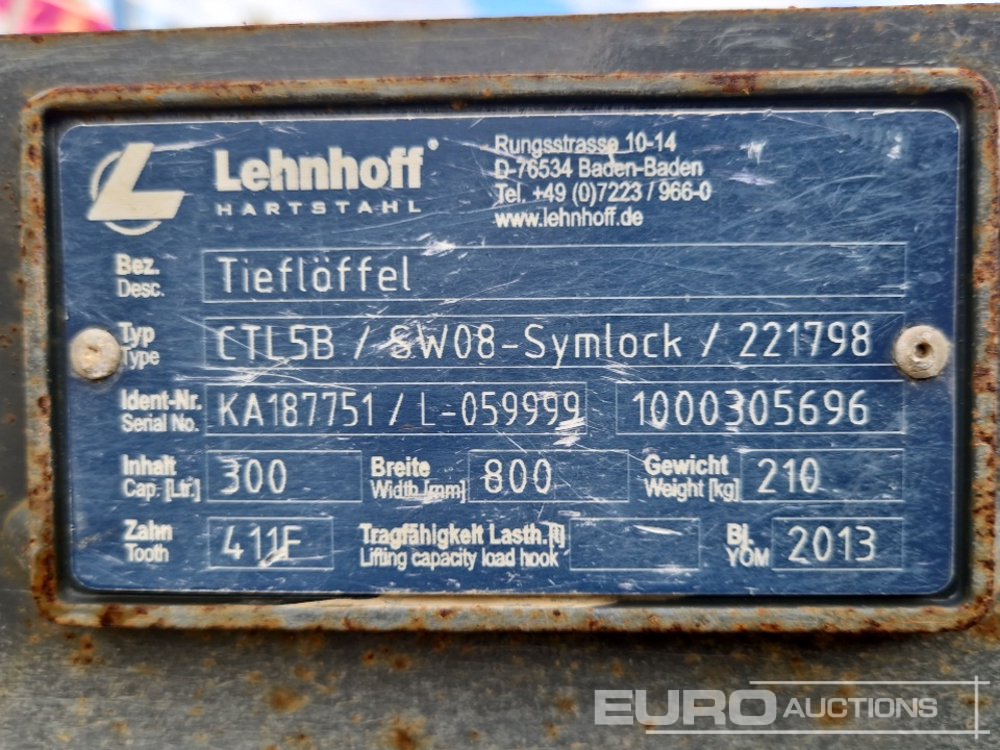 Lehnhoff
HARTSTAHL
Rungsstrasse 10-14
D-76534 Baden-Baden
Tel. +49 (0)7223 / 966-0
www.lehnhoff.de
Bez.
Desc.
Tieflöffel
Typ
Type
CTL5B / SW08-Symlock / 221798
Ident-Nr.
Serial No.
KA187751 / L-059999
1000305696
Inhalt
Cap. [Ltr.]
300
Breite
Width [mm]
800
Gewicht
Weight [kg]
210
Zahn
Tooth
411F
Tragfähigkeit Lasth. [t]
Lifting capacity load hook
Bj.
YOM
2013
EURO AUCTIONS